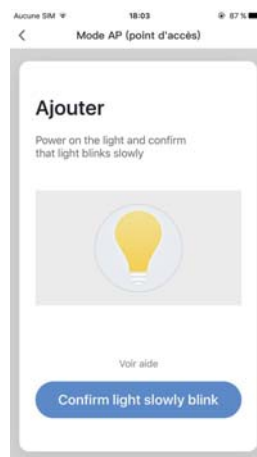 Aucune SIM 18:03 87 %
Mode AP (point d'accès)
Ajouter
Power on the light and confirm
that light blinks slowly
Voir aide
Confirm light slowly blink